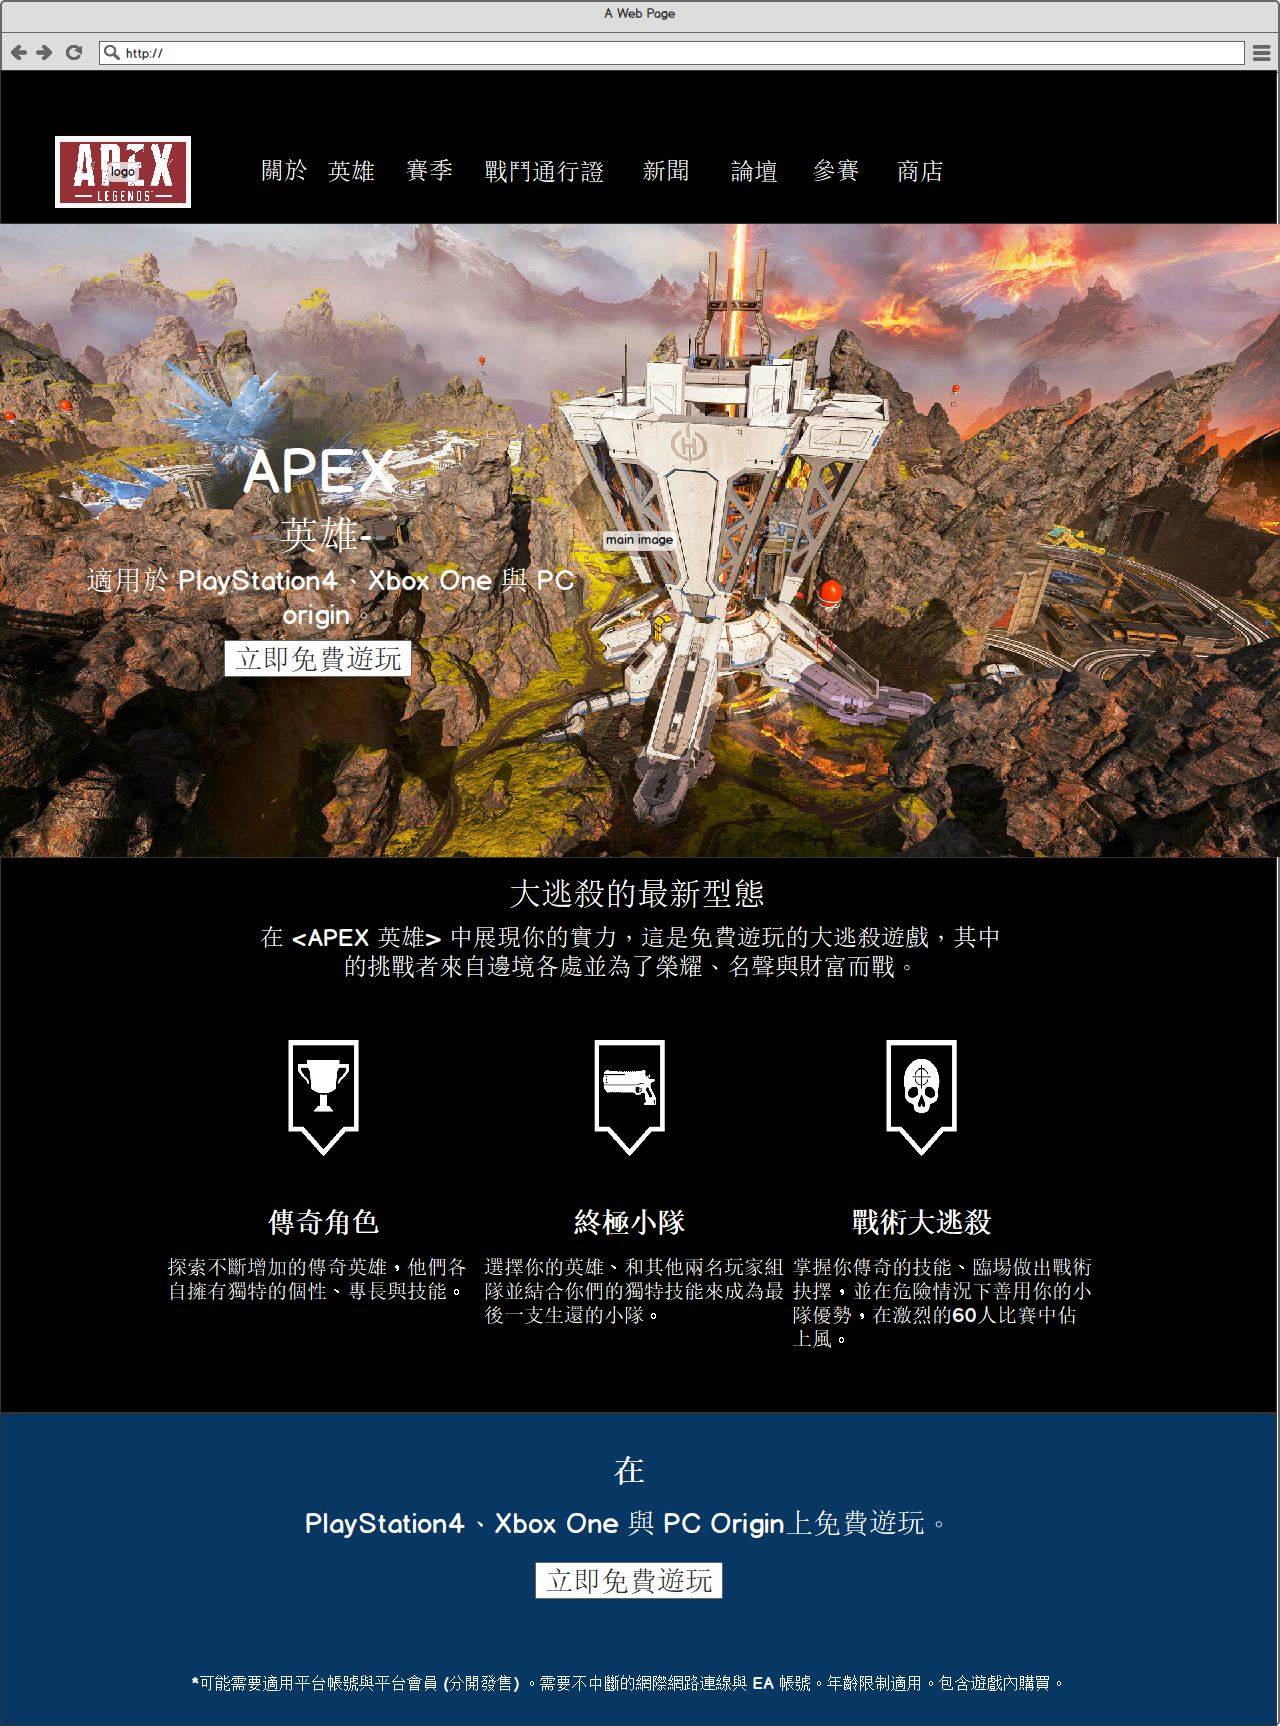 A Web Page
http://
APEX
LEGENDS
logo
關於 英雄 賽季 戰鬥通行證 新聞 論壇 參賽 商店
APEX
--英雄--
適用於 PlayStation4、Xbox One 與 PC
origin。
main image
立即免費遊玩
大逃殺的最新型態
在 <APEX 英雄> 中展現你的實力，這是免費遊玩的大逃殺遊戲，其中
的挑戰者來自邊境各處並為了榮耀、名聲與財富而戰。
傳奇角色
探索不斷增加的傳奇英雄，他們各
自擁有獨特的個性、專長與技能。
終極小隊
選擇你的英雄、和其他兩名玩家組
隊並結合你們的獨特技能來成為最
後一支生還的小隊。
戰術大逃殺
掌握你傳奇的技能、臨場做出戰術
抉擇，並在危險情況下善用你的小
隊優勢，在激烈的60人比賽中佔
上風。
在
PlayStation4、Xbox One 與 PC Origin上免費遊玩。
立即免費遊玩
*可能需要適用平台帳號與平台會員 (分開發售) 。需要不中斷的網際網路連線與 EA 帳號。年齡限制適用。包含遊戲內購買。